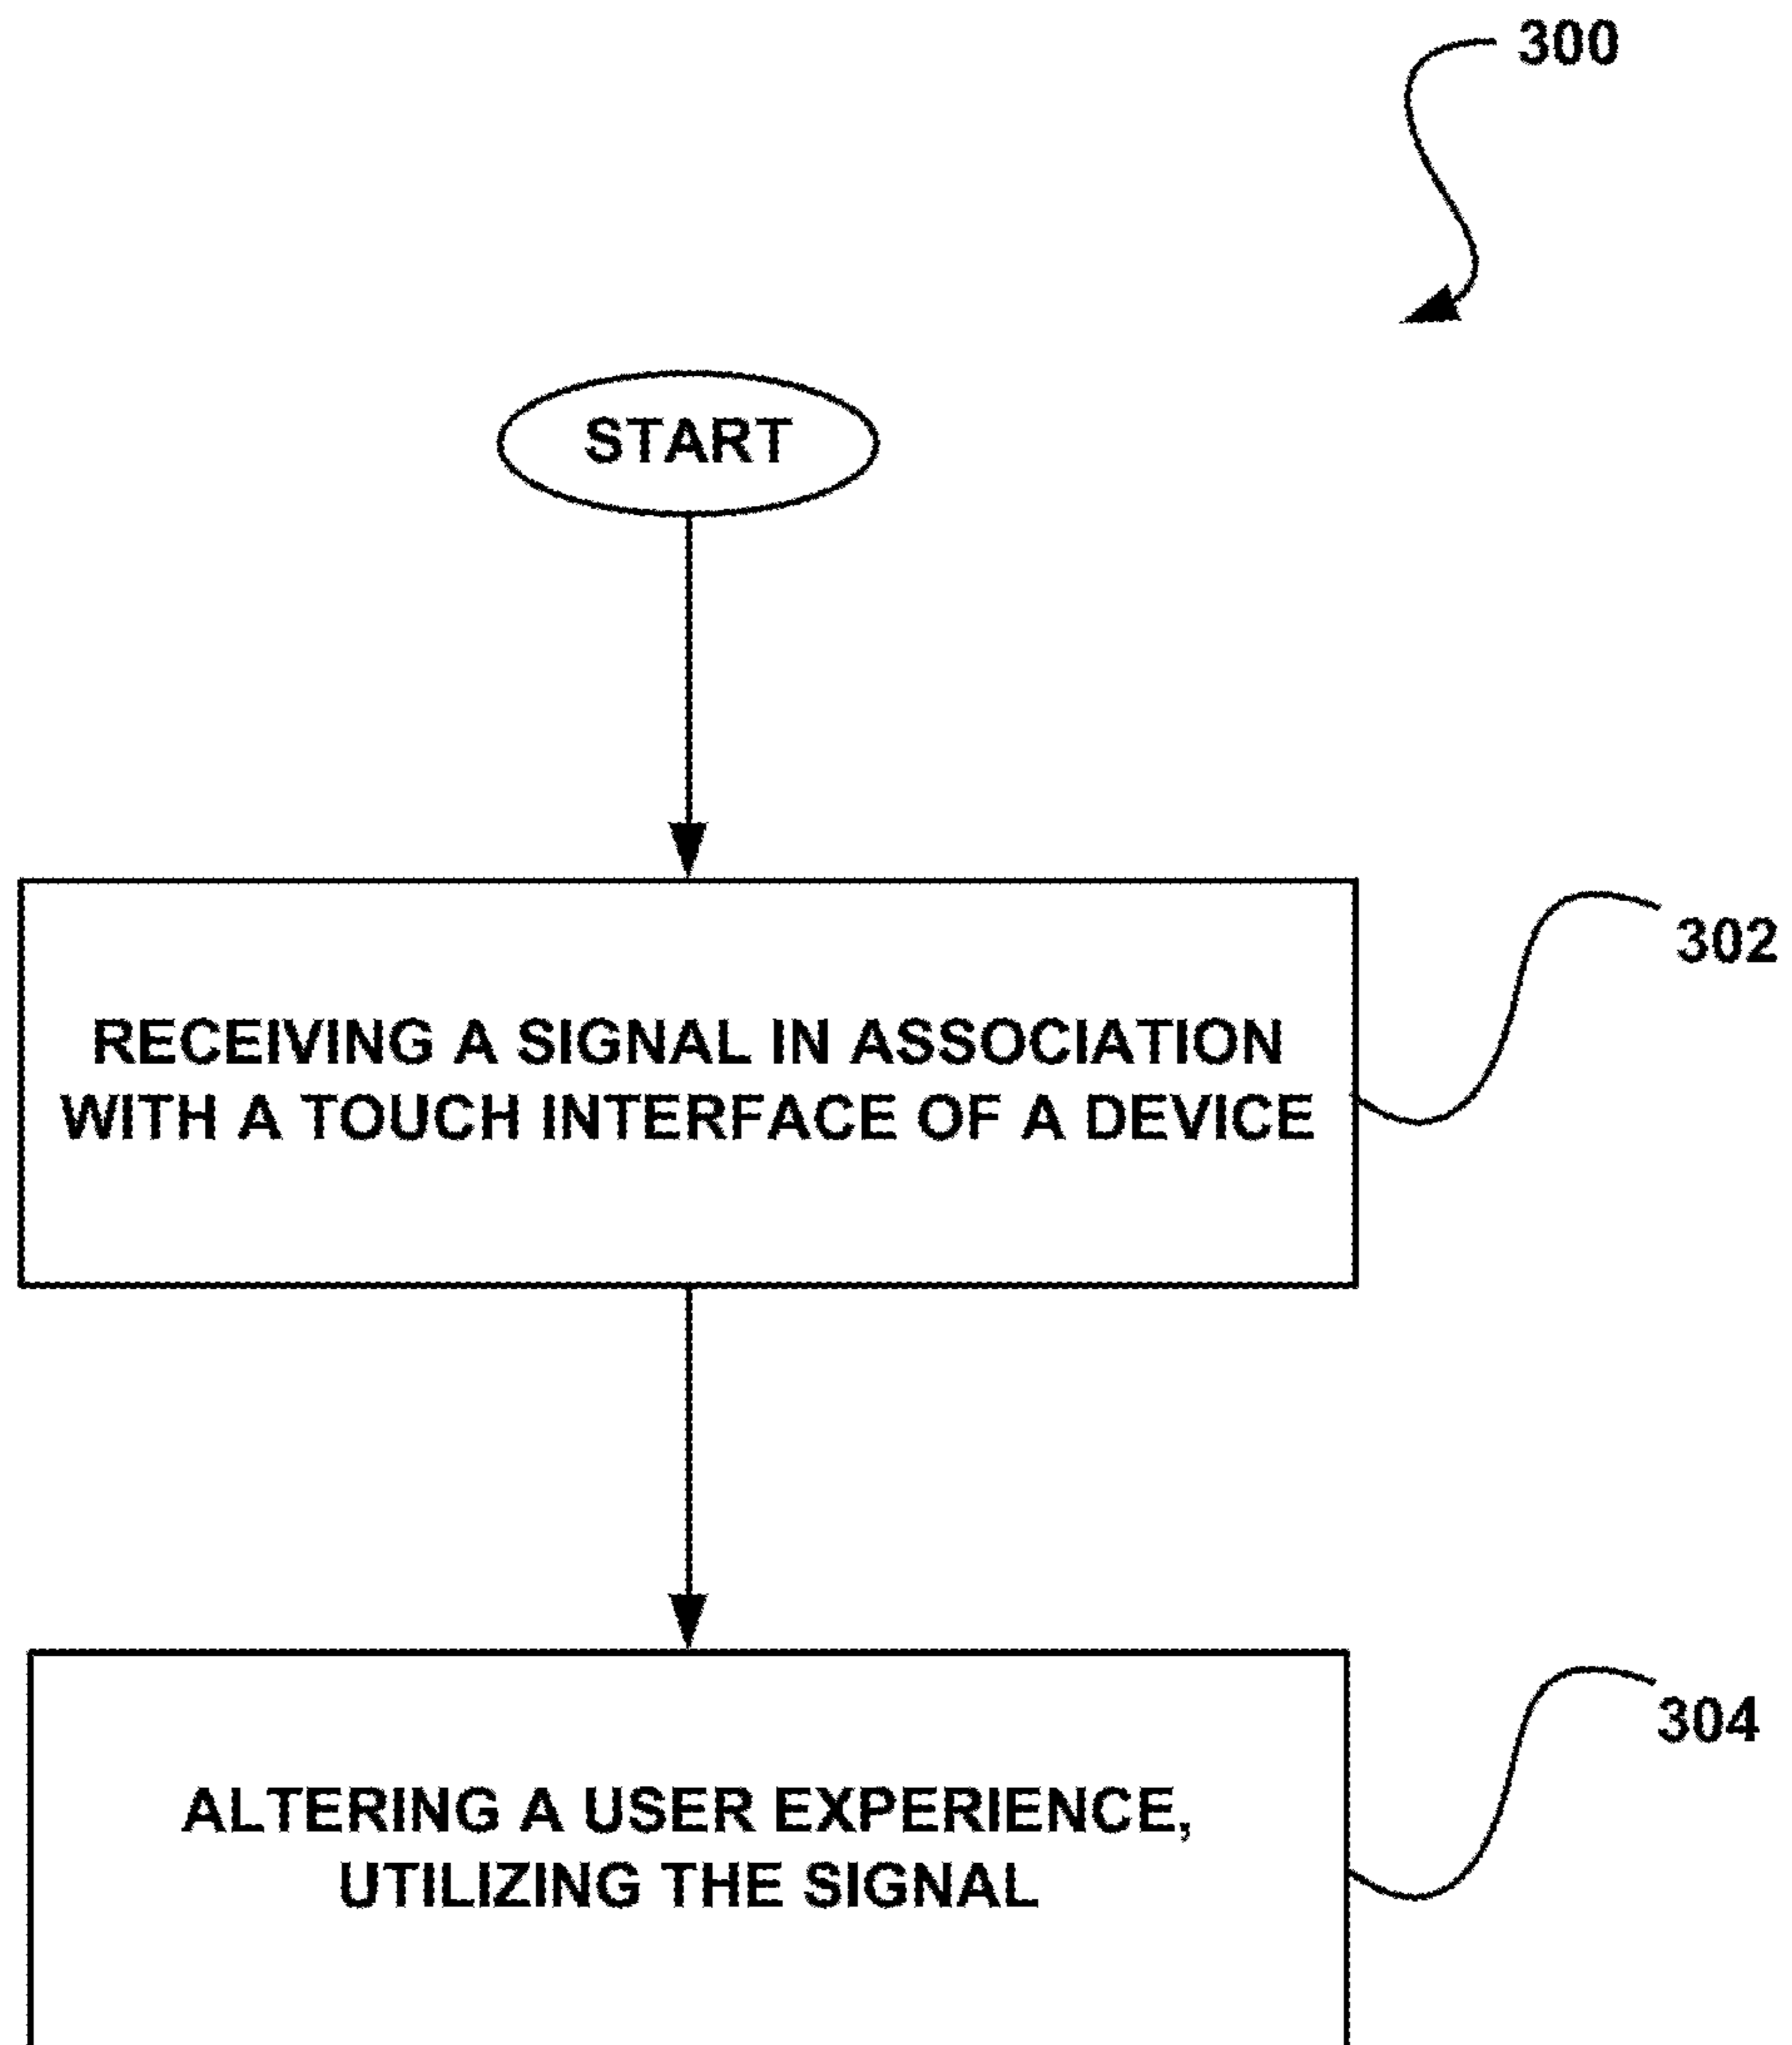 300
START
302
RECEIVING A SIGNAL IN ASSOCIATION
WITH A TOUCH INTERFACE OF A DEVICE
304
ALTERING A USER EXPERIENCE,
UTILIZING THE SIGNAL